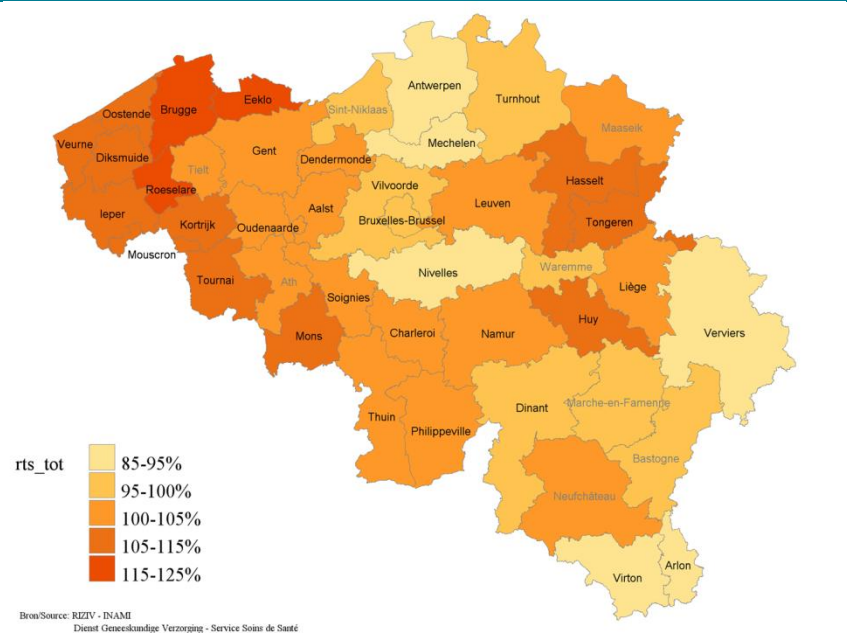 Antwerpen
Turnhout
Eeklo
Brugge
Sint-Niklaas
Oostende
Maaseik
Veurne
Mechelen
Gent
Diksmuide
Dendermonde
Tielt
Hasselt
Vilvoorde
Roeselare
Leuven
Ieper
Aalst
Bruxelles-Brussel
Tongeren
Kortrijk
Oudenaarde
Mouscron
Waremme
Nivelles
Tournai
Ath
Liège
Soignies
Huy
Verviers
Mons
Charleroi
Namur
Marche-en-Famenne
Dinant
Thuin
Philippeville
Bastogne
Neufchâteau
Arlon
Virton
rts_tot
85-95%
95-100%
100-105%
105-115%
115-125%
Bron/Source: RIZIV - INAMI
Dienst Geneeskundige Verzorging - Service Soins de Santé